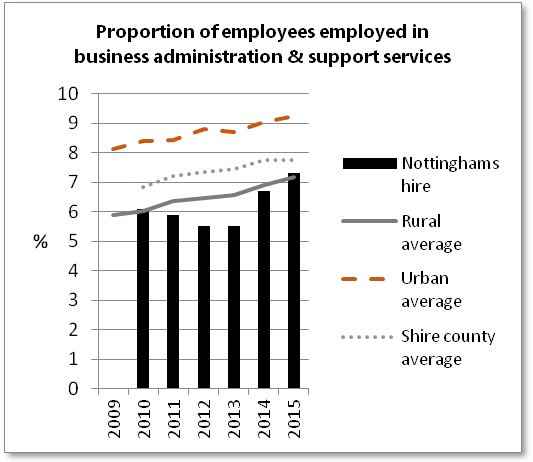 Proportion of employees employed in
business administration & support services
10
9
8
7
6
5
4
3
2
1
0
%
2009
2010
2011
2012
2013
2014
2015
Nottinghams
hire
Rural
average
Urban
average
Shire county
average